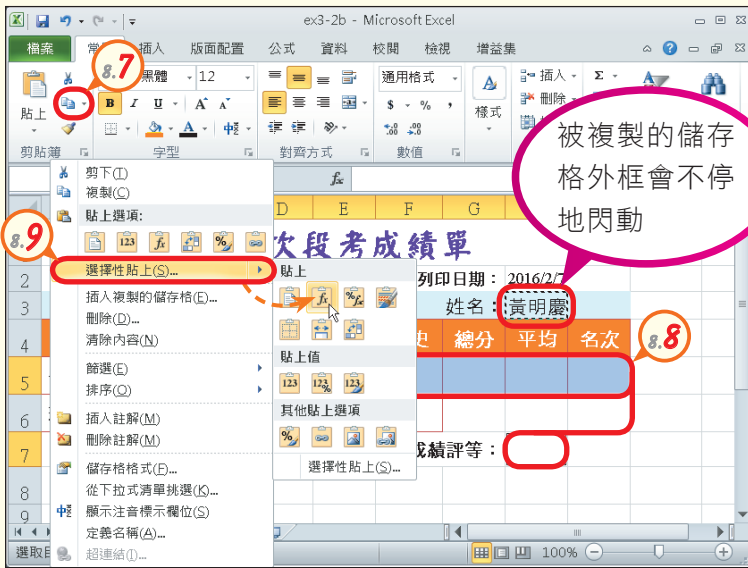 ex3-2b - Microsoft Excel
檔案 插入 版面配置 公式 資料 校閱 檢視 增益集
8.7
黑體 12 通用格式 插入 Σ
B I U A A $ % , 刪除
貼上 樣式
剪貼簿 字型 對齊方式 數值
被複製的儲存
格外框會不停
地閃動
fx
剪下(T)
複製(C)
貼上選項:
D E F G
8.9
次段考成績單
選擇性貼上(S)...
貼上
2 列印日期： 2016/2/7
插入複製的儲存格(E)...
3 姓名： 黃明慶
刪除(D)...
清除內容(N)
4 總分 平均 名次
8.8
貼上值
篩選(E)
5
排序(O)
其他貼上選項
6
插入註解(M)
刪除註解(M)
7 成績評等：
選擇性貼上(S)...
儲存格格式(F)...
8
從下拉式清單挑選(K)...
9
顯示注音標示欄位(S)
定義名稱(A)...
超連結(I)...
100%